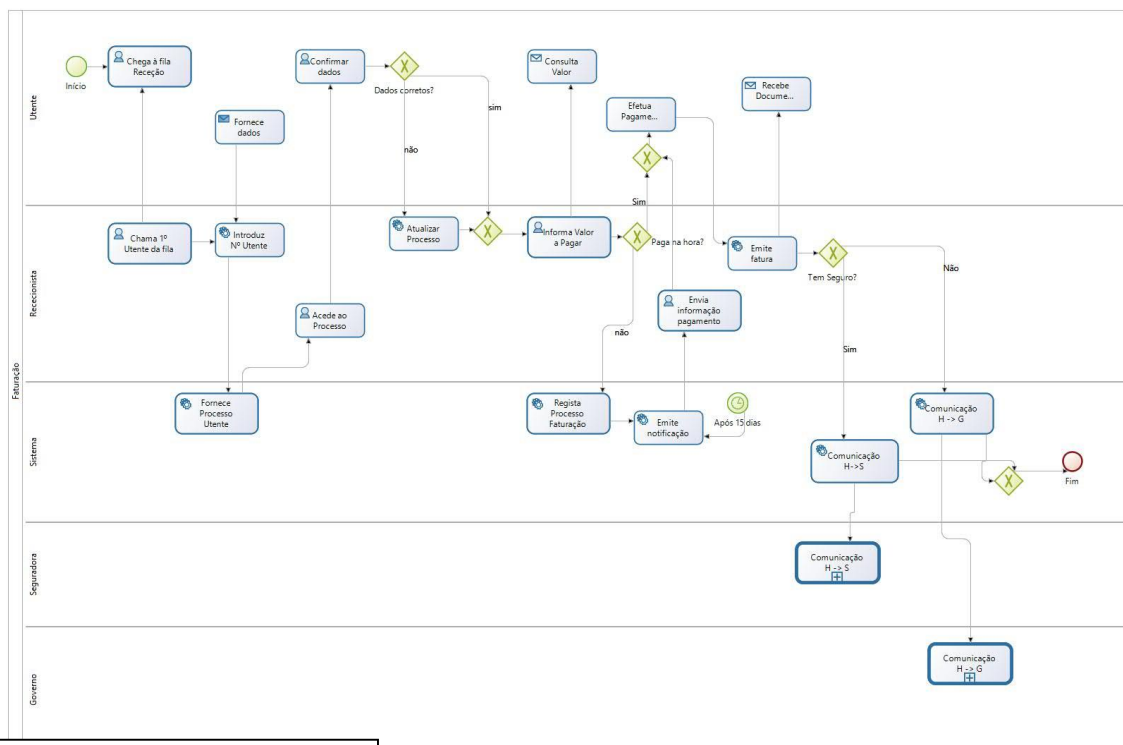 Faturação
Utente
Início
Chega à fila
Receção
Fornece
dados
Confirmar
dados
Dados corretos?
sim
não
Consulta
Valor
Efetua
Pagame...
Recebe
Docume...
Rececionista
Chama 1º
Utente da fila
Introduz
Nº Utente
Acede ao
Processo
Atualizar
Processo
Informa Valor
a Pagar
Sim
Paga na hora?
não
Envia
informação
pagamento
Emite
fatura
Tem Seguro?
Não
Sim
Sistema
Fornece
Processo
Utente
Regista
Processo
Faturação
Emite
notificação
Após 15 dias
Comunicação
H->S
Comunicação
H -> G
Fim
Seguradora
Comunicação
H -> S
Governo
Comunicação
H -> G